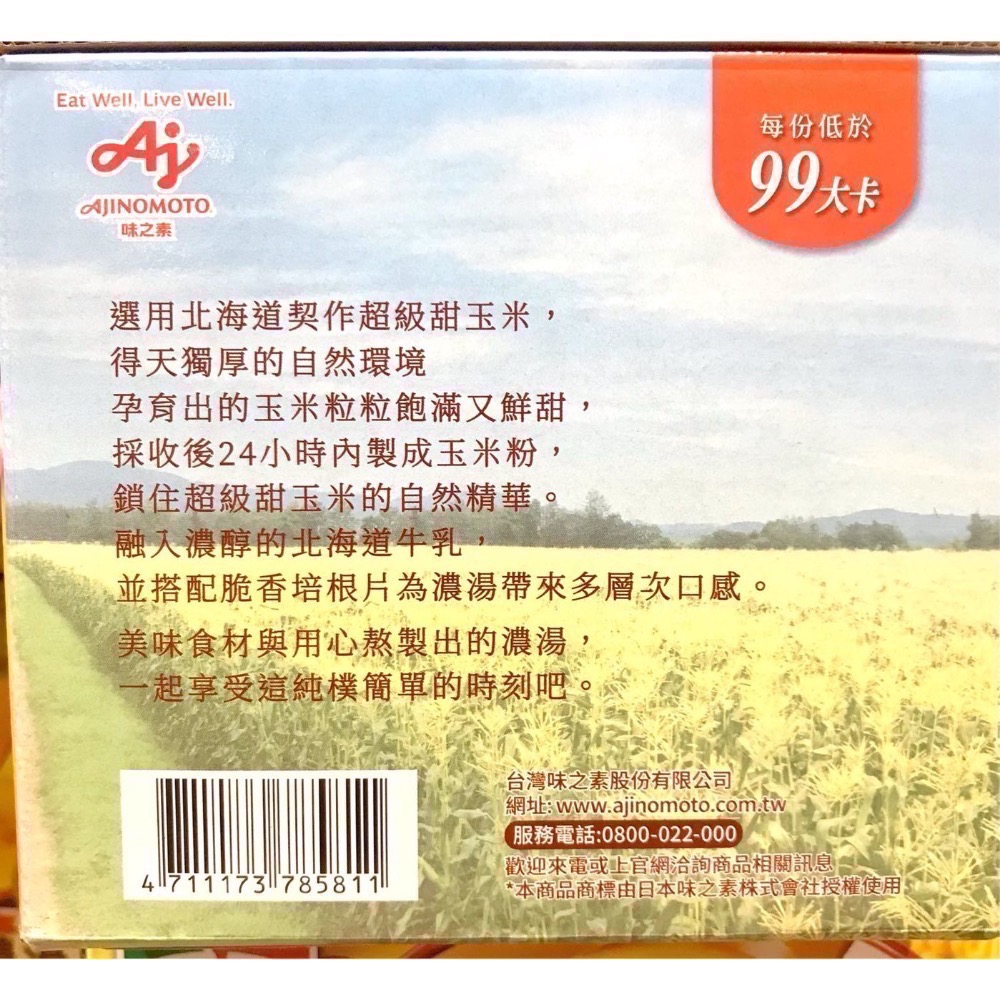 Eat Well, Live Well.
Aj
AJINOMOTO
味之素
每份低於
99大卡
選用北海道契作超級甜玉米，
得天獨厚的自然環境
孕育出的玉米粒粒飽滿又鮮甜，
採收後24小時內製成玉米粉，
鎖住超級甜玉米的自然精華。
融入濃醇的北海道牛乳，
並搭配脆香培根片為濃湯帶來多層次口感。
美味食材與用心熬製出的濃湯，
一起享受這純樸簡單的時刻吧。
4 711173 785811
台灣味之素股份有限公司
網址: www.ajinomoto.com.tw
服務電話:0800-022-000
歡迎來電或上官網洽詢商品相關訊息
*本商品商標由日本味之素株式會社授權使用